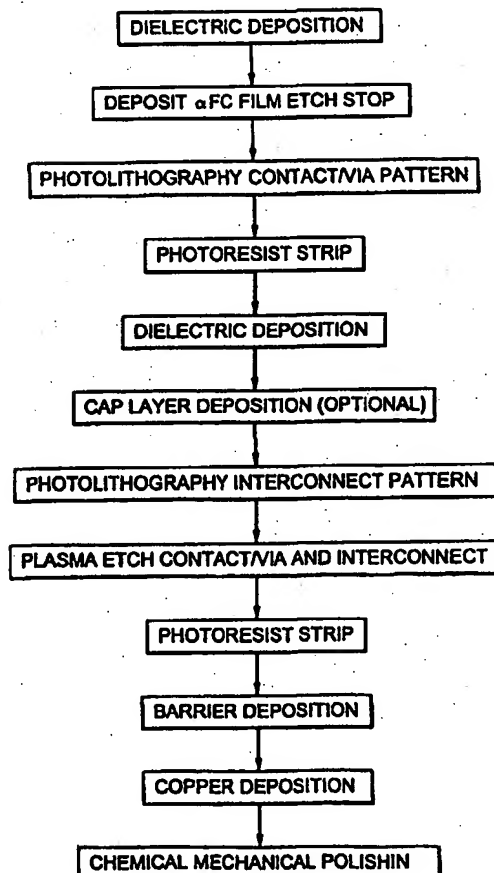 DIELECTRIC DEPOSITION
DEPOSIT αFC FILM ETCH STOP
PHOTOLITHOGRAPHY CONTACT/VIA PATTERN
PHOTORESIST STRIP
DIELECTRIC DEPOSITION
CAP LAYER DEPOSITION (OPTIONAL)
PHOTOLITHOGRAPHY INTERCONNECT PATTERN
PLASMA ETCH CONTACT/VIA AND INTERCONNECT
PHOTORESIST STRIP
BARRIER DEPOSITION
COPPER DEPOSITION
CHEMICAL MECHANICAL POLISHIN